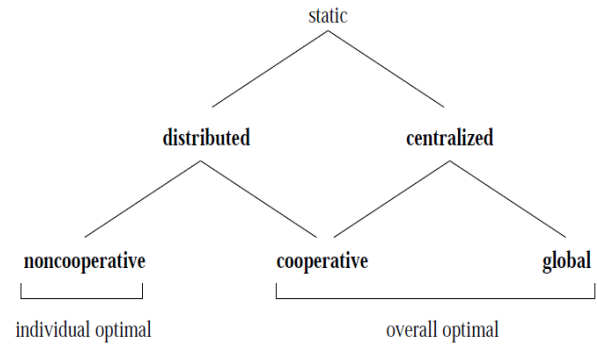 static
distributed centralized
noncooperative cooperative global
individual optimal overall optimal